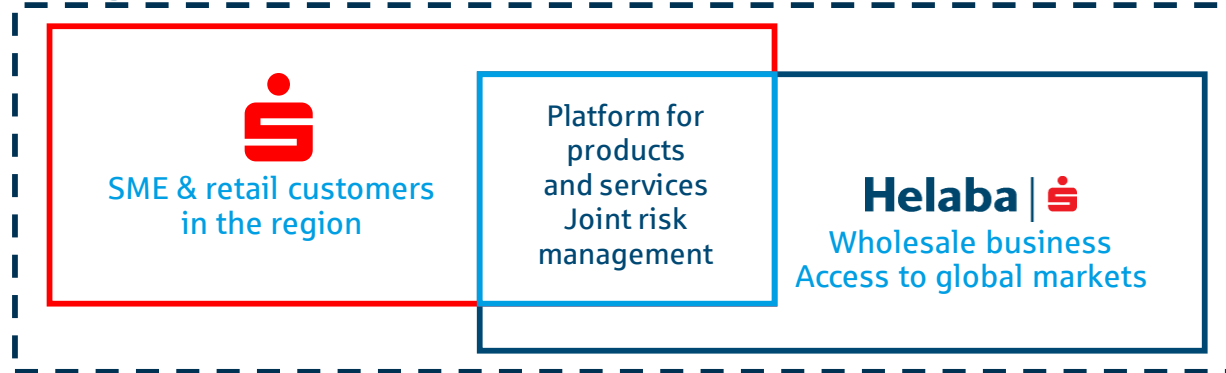 SME & retail customers
in the region
Platform for
products
and services
Joint risk
management
Helaba
Wholesale business
Access to global markets